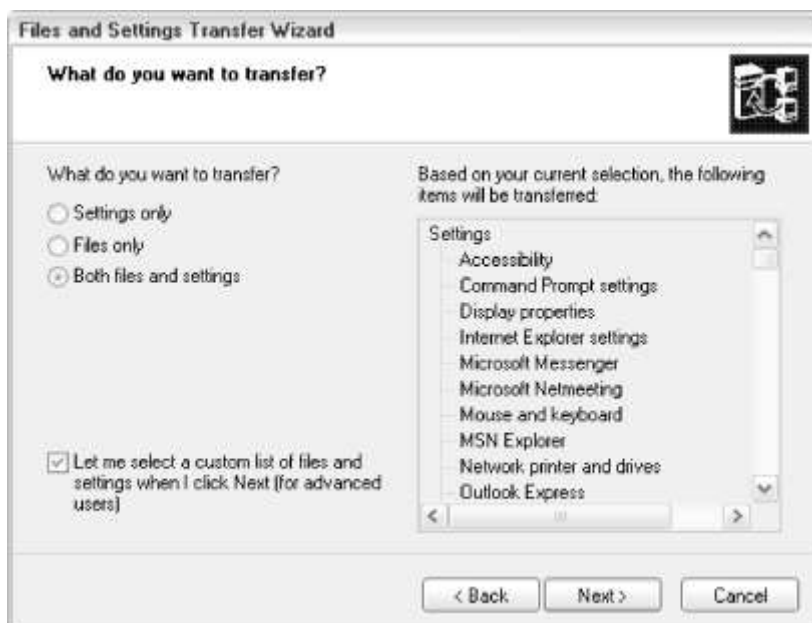 Files and Settings Transfer Wizard
What do you want to transfer?
What do you want to transfer?
Settings only
Files only
Both files and settings
Let me select a custom list of files and
settings when I click Next (for advanced
users)
Based on your current selection, the following
items will be transferred:
Settings
Accessibility
Command Prompt settings
Display properties
Internet Explorer settings
Microsoft Messenger
Microsoft Netmeeting
Mouse and keyboard
MSN Explorer
Network printer and drives
Outlook Express
< Back
Next >
Cancel